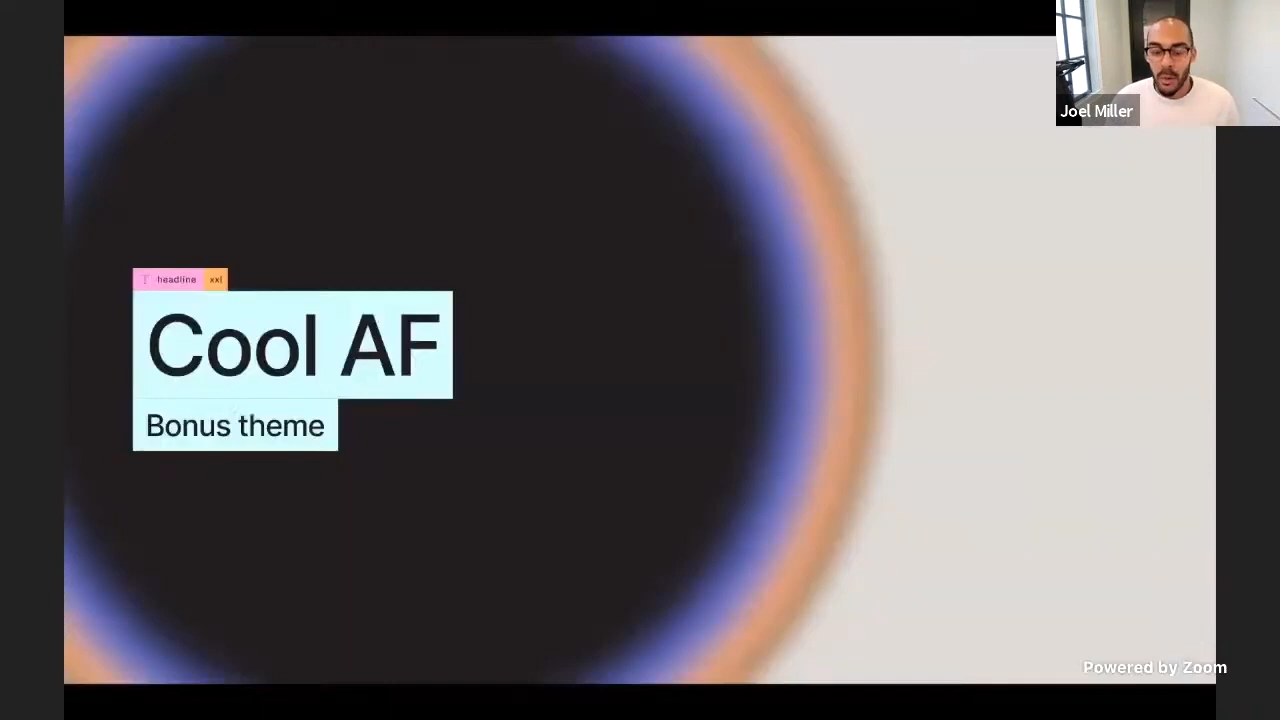 Joel Miller
T headline xxl
Cool AF
Bonus theme
Powered by Zoom